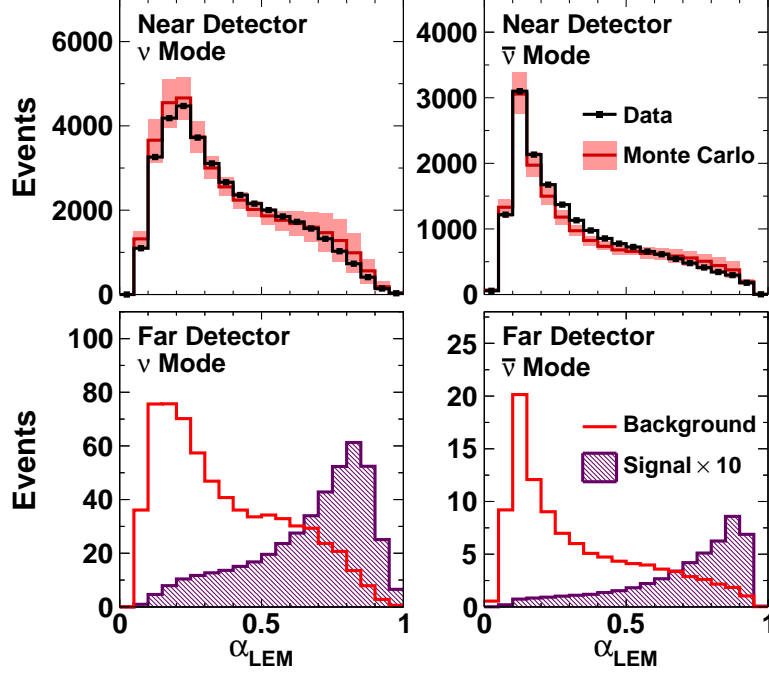 Near Detector
ν Mode
6000
4000
2000
0
Events
Near Detector
ν̄ Mode
4000
3000
2000
1000
0
Data
Monte Carlo
Far Detector
ν Mode
100
80
60
40
20
0
Events
0 0.5 1
α_LEM
Far Detector
ν̄ Mode
25
20
15
10
5
0
Background
Signal × 10
0 0.5 1
α_LEM